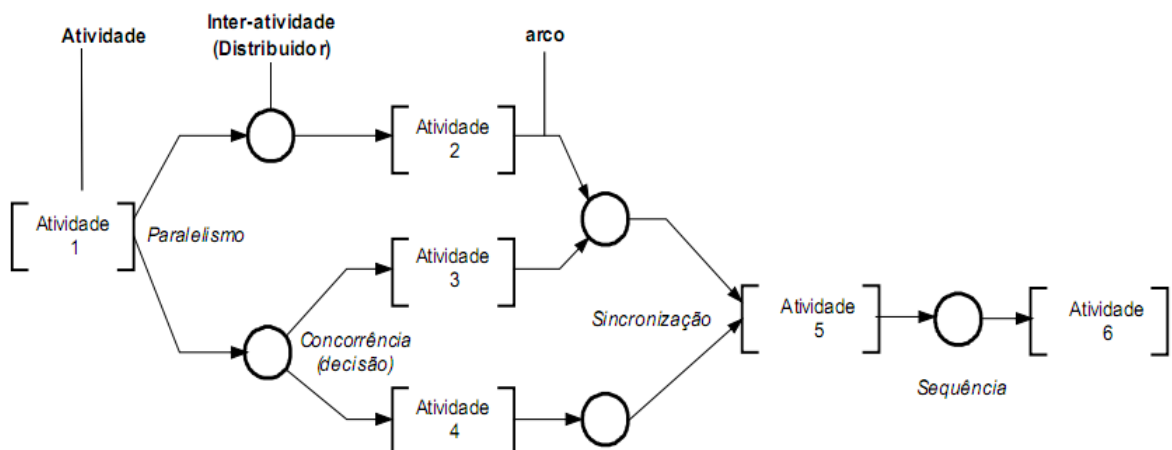 Atividade
Inter-atividade
(Distribuidor)
arco
Atividade
1
Paralelismo
Atividade
2
Atividade
3
Concorrência
(decisão)
Atividade
4
Sincronização
Atividade
5
Sequência
Atividade
6